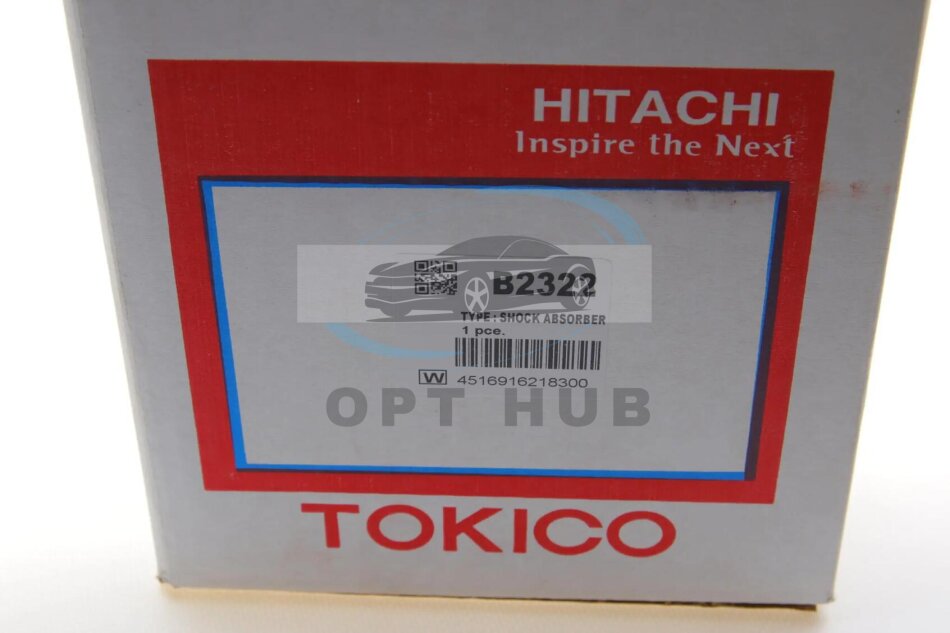 HITACHI
Inspire the Next
B2322
TYPE : SHOCK ABSORBER
1 pce.
W 4516916218300
OPT HUB
TOKICO